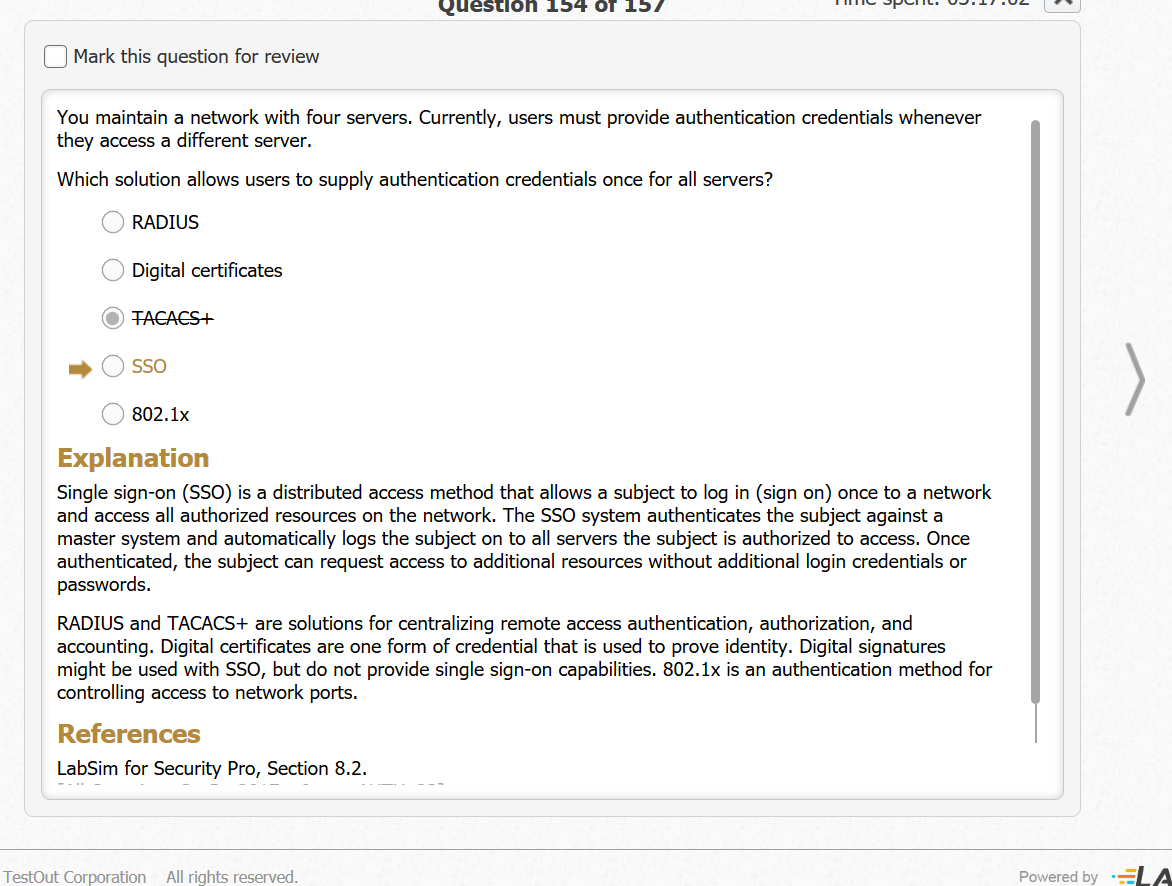 Question 154 of 157
Time spent: 03:17:02
Mark this question for review
You maintain a network with four servers. Currently, users must provide authentication credentials whenever
they access a different server.
Which solution allows users to supply authentication credentials once for all servers?
RADIUS
Digital certificates
TACACS+
SSO
802.1x
Explanation
Single sign-on (SSO) is a distributed access method that allows a subject to log in (sign on) once to a network
and access all authorized resources on the network. The SSO system authenticates the subject against a
master system and automatically logs the subject on to all servers the subject is authorized to access. Once
authenticated, the subject can request access to additional resources without additional login credentials or
passwords.
RADIUS and TACACS+ are solutions for centralizing remote access authentication, authorization, and
accounting. Digital certificates are one form of credential that is used to prove identity. Digital signatures
might be used with SSO, but do not provide single sign-on capabilities. 802.1x is an authentication method for
controlling access to network ports.
References
LabSim for Security Pro, Section 8.2.
TestOut Corporation All rights reserved.
Powered by LA